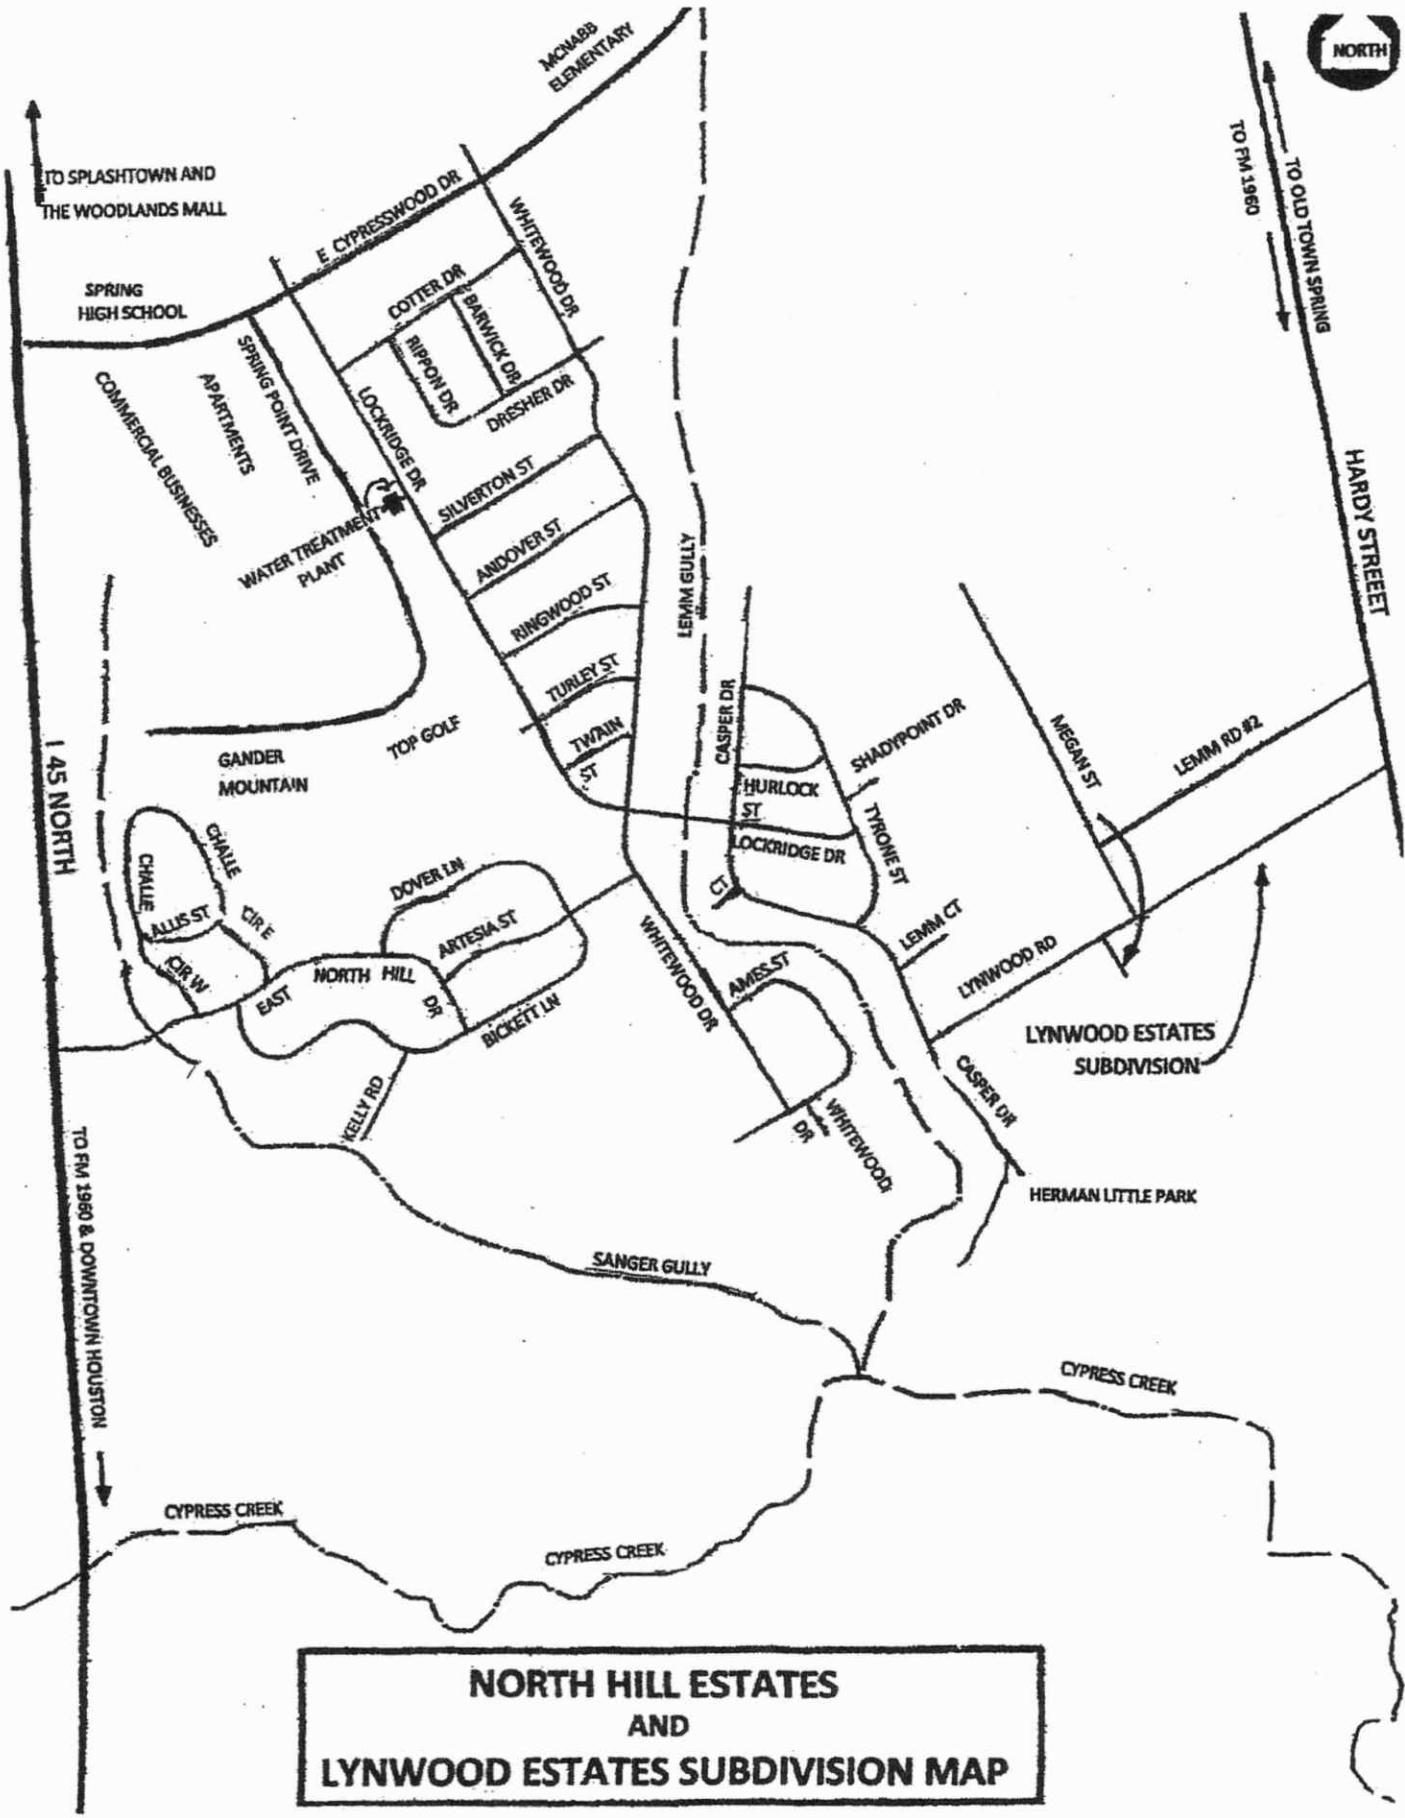 NORTH
MCNABB
ELEMENTARY
TO SPLASHTOWN AND
THE WOODLANDS MALL
TO FM 1960
TO OLD TOWN SPRING
E CYPRESSWOOD DR
WHITEWOOD DR
SPRING
HIGH SCHOOL
COTTER DR
BARWICK DR
RIPPON DR
DRESHER DR
SPRING POINT DRIVE
APARTMENTS
COMMERCIAL BUSINESSES
LOCKRIDGE DR
SILVERTON ST
WATER TREATMENT
PLANT
ANDOVER ST
RINGWOOD ST
TURLEY ST
TWAIN
ST
LEMM GULLY
HARDY STREEET
CASPER DR
SHADYPOINT DR
MEGAN ST
LEMM RD #2
HURLOCK
ST
TYRONE ST
LOCKRIDGE DR
CT
LEMM CT
LYNWOOD RD
LYNWOOD ESTATES
SUBDIVISION
TOP GOLF
GANDER
MOUNTAIN
I 45 NORTH
CHALLE
CHALLE
ALLIS ST
CIR E
CIR W
DOVER LN
ARTESIA ST
EAST
NORTH HILL
DR
BICKETT LN
KELLY RD
WHITEWOOD DR
AMES ST
WHITEWOOD
DR
CASPER DR
HERMAN LITTLE PARK
TO FM 1960 & DOWNTOWN HOUSTON
SANGER GULLY
CYPRESS CREEK
CYPRESS CREEK
CYPRESS CREEK
NORTH HILL ESTATES
AND
LYNWOOD ESTATES SUBDIVISION MAP